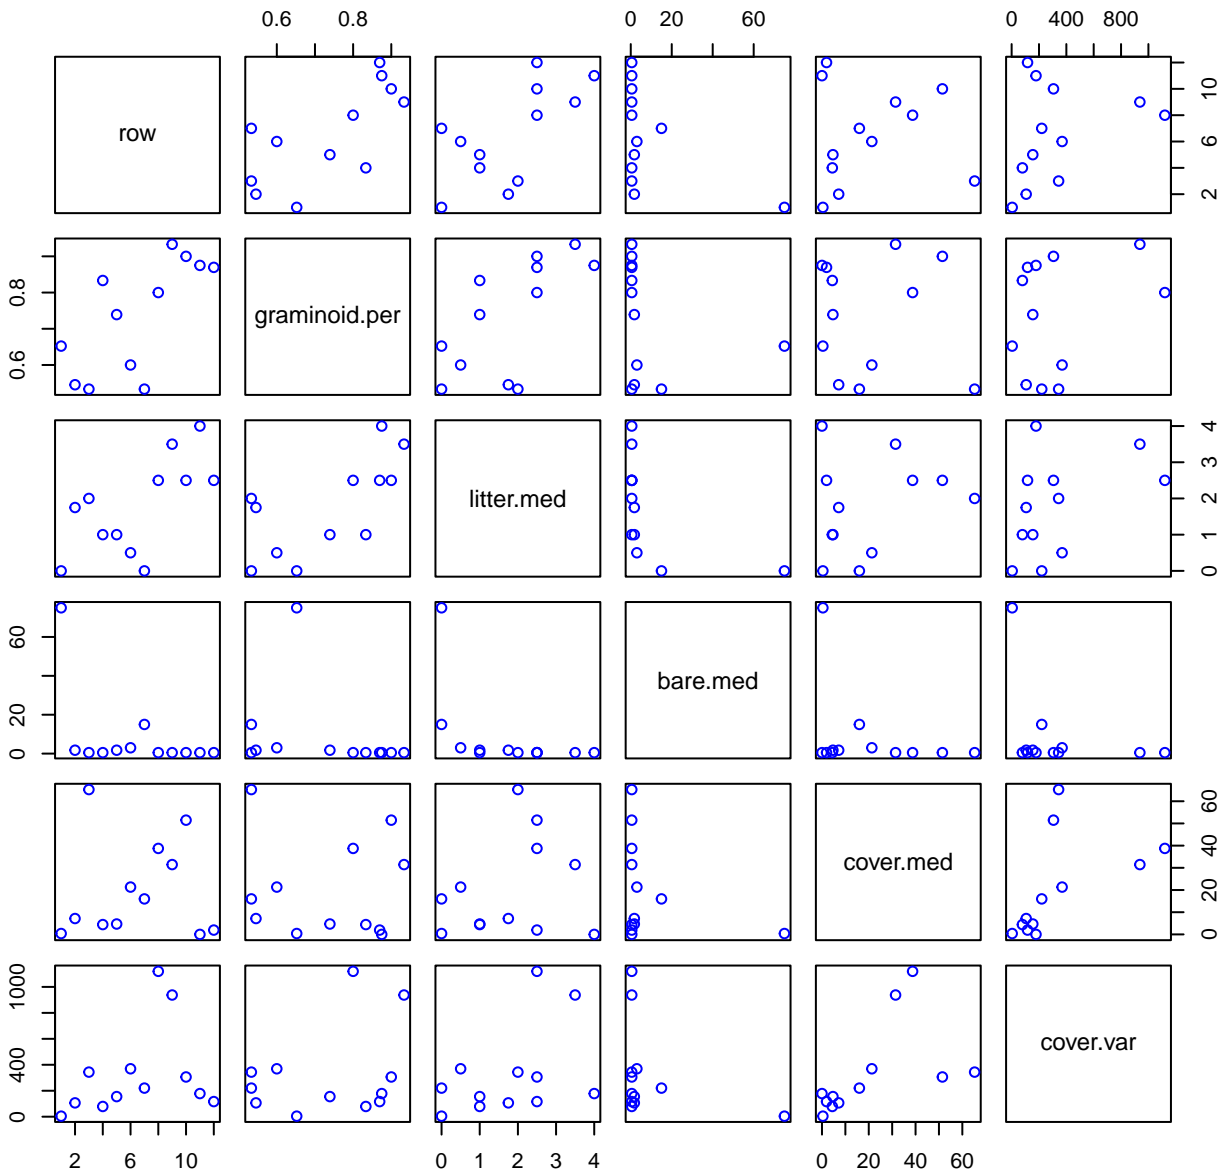 0.6 0.8 0 20 60 0 400 800
row 2 6 10
0.6 0.8 graminoid.per
litter.med 0 1 2 3 4
0 20 60 bare.med
cover.med 0 20 40 60
0 400 1000 cover.var
2 6 10 0 1 2 3 4 0 20 40 60